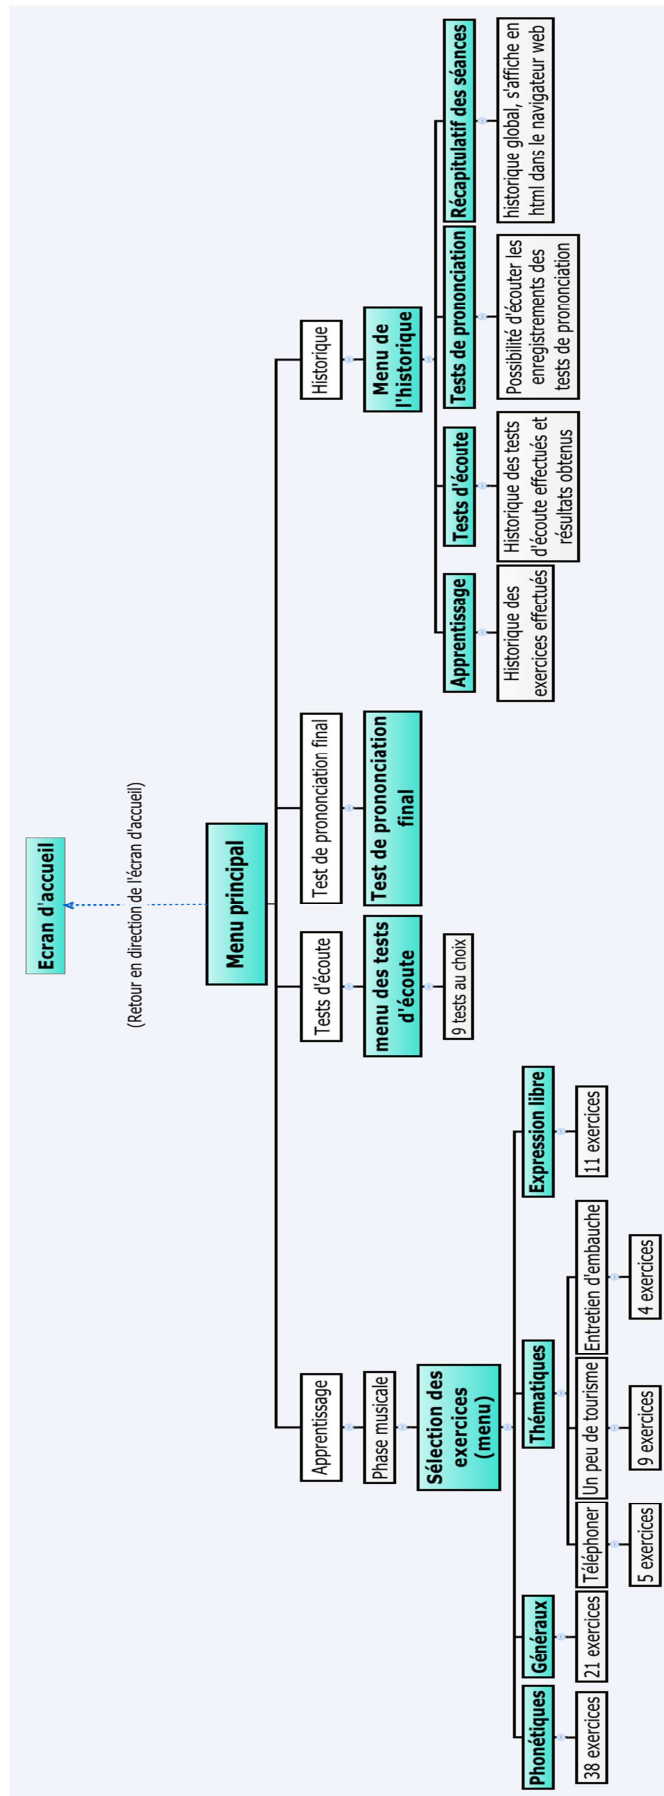 Ecran d'accueil
(Retour en direction de l'écran d'accueil)
Menu principal
Apprentissage
Phase musicale
Sélection des
exercices
(menu)
Phonétiques
38 exercices
Généraux
21 exercices
Thématiques
Téléphoner
5 exercices
Un peu de tourisme
9 exercices
Entretien d'embauche
4 exercices
Expression libre
11 exercices
Tests d'écoute
menu des tests
d'écoute
9 tests au choix
Test de prononciation final
Test de prononciation
final
Historique
Menu de
l'historique
Apprentissage
Historique des
exercices effectués
Tests d'écoute
Historique des tests
d'écoute effectués et
résultats obtenus
Tests de prononciation
Possibilité d'écouter les
enregistrements des
tests de prononciation
Récapitulatif des séances
historique global, s'affiche en
html dans le navigateur web